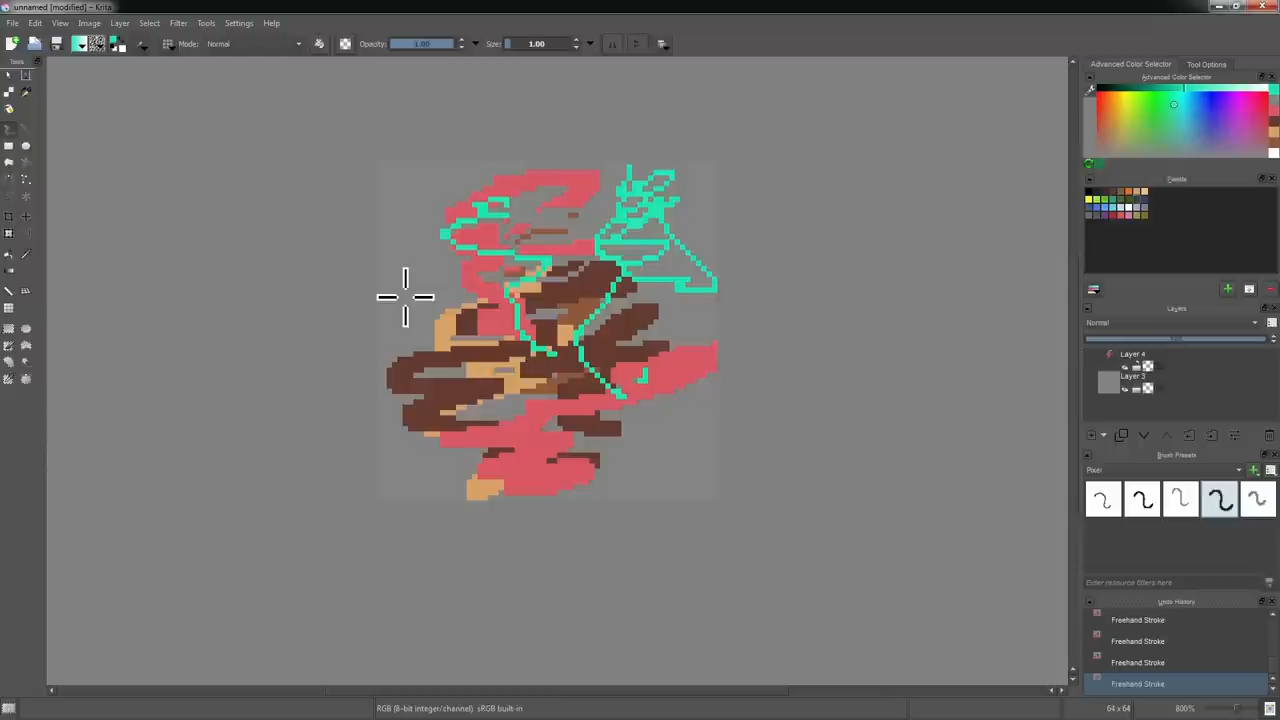 unnamed [modified] – Krita
File Edit View Image Layer Select Filter Tools Settings Help
Mode: Normal Opacity: 1.00 Size: 1.00
Tools
Advanced Color Selector Tool Options
Advanced Color Selector
Palette
Layers
Normal
Layer 4
Layer 3
Brush Presets
Pixel
Enter resource filters here
Undo History
Freehand Stroke
Freehand Stroke
Freehand Stroke
Freehand Stroke
RGB (8-bit integer/channel) sRGB built-in 64 x 64 800%